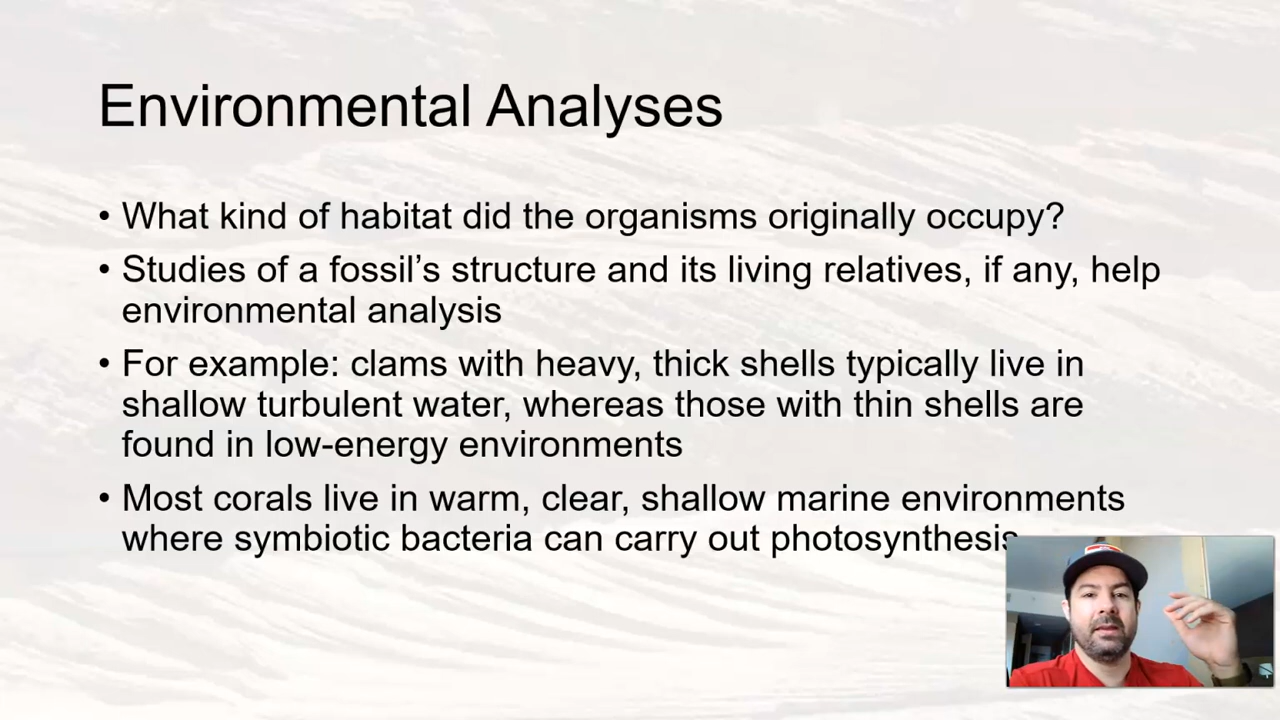 Environmental Analyses
• What kind of habitat did the organisms originally occupy?
• Studies of a fossil’s structure and its living relatives, if any, help
environmental analysis
• For example: clams with heavy, thick shells typically live in
shallow turbulent water, whereas those with thin shells are
found in low-energy environments
• Most corals live in warm, clear, shallow marine environments
where symbiotic bacteria can carry out photosynthesis